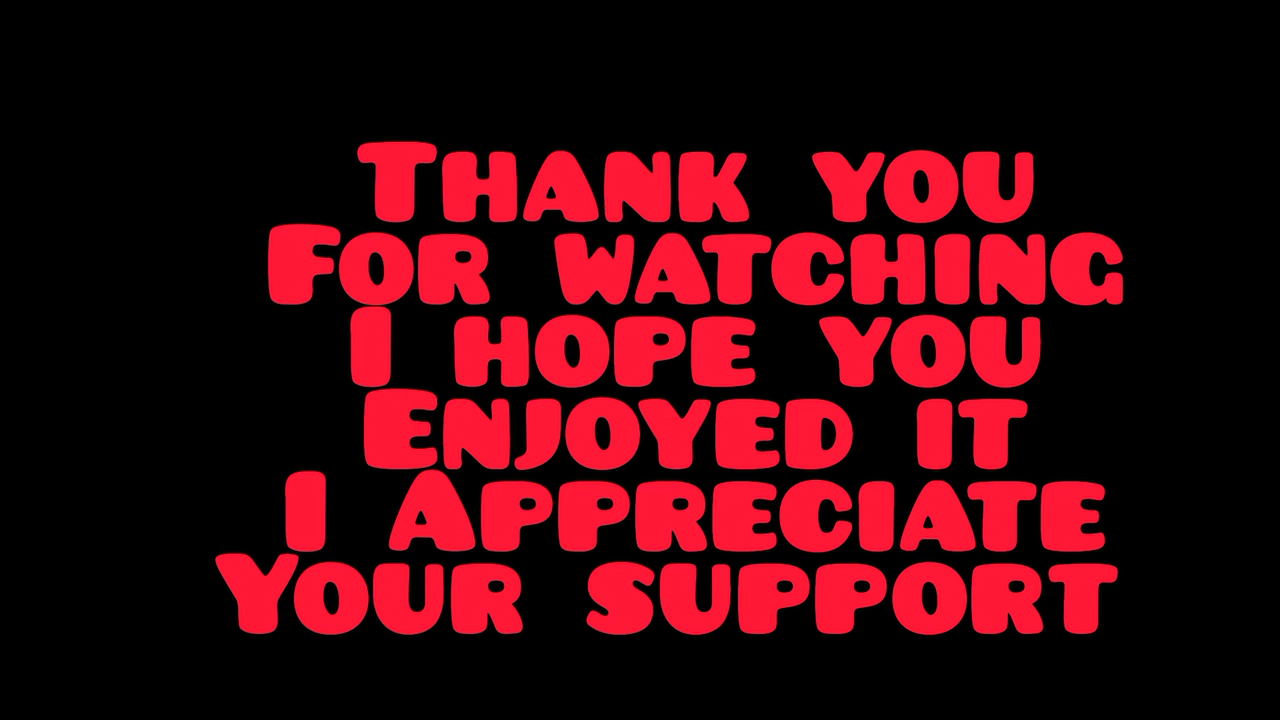 Thank you
For watching
I hope you
Enjoyed it
I Appreciate
Your support